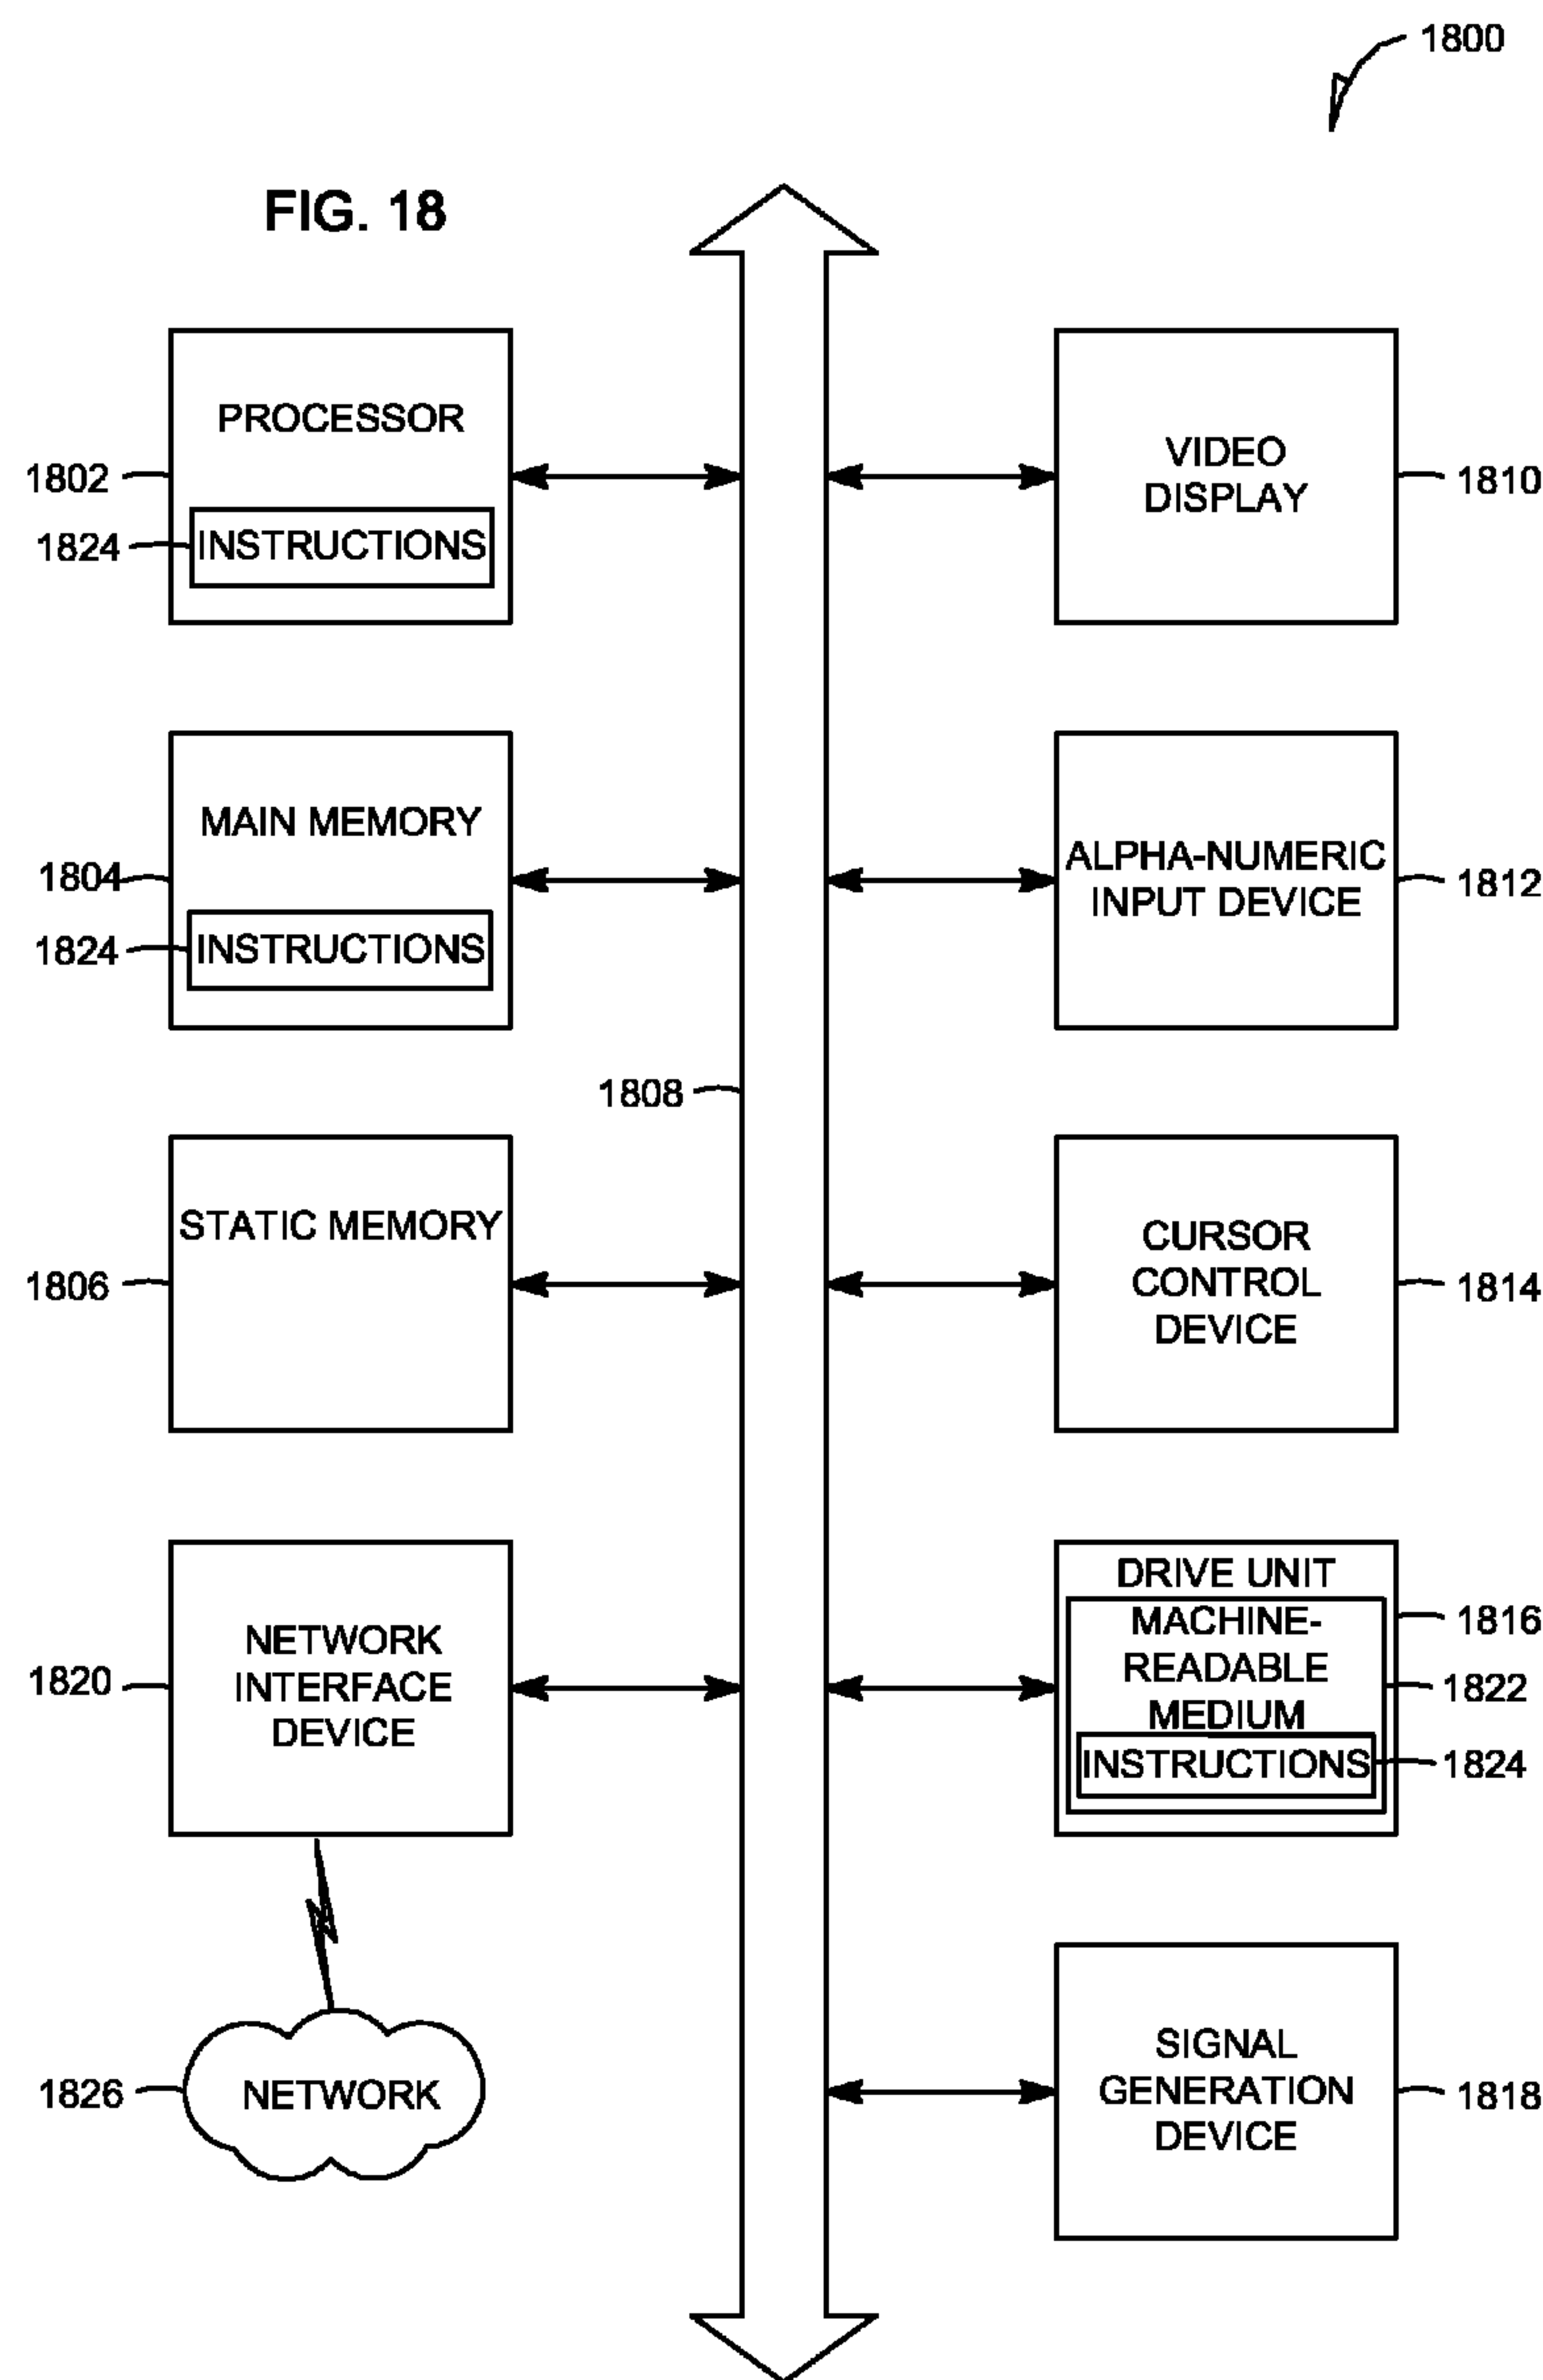 1800
FIG. 18
PROCESSOR
1802
1824
INSTRUCTIONS
VIDEO
DISPLAY
1810
MAIN MEMORY
1804
1824
INSTRUCTIONS
ALPHA-NUMERIC
INPUT DEVICE
1812
1808
STATIC MEMORY
1806
CURSOR
CONTROL
DEVICE
1814
NETWORK
INTERFACE
DEVICE
1820
DRIVE UNIT
MACHINE-
READABLE
MEDIUM
INSTRUCTIONS
1816
1822
1824
1826
NETWORK
SIGNAL
GENERATION
DEVICE
1818